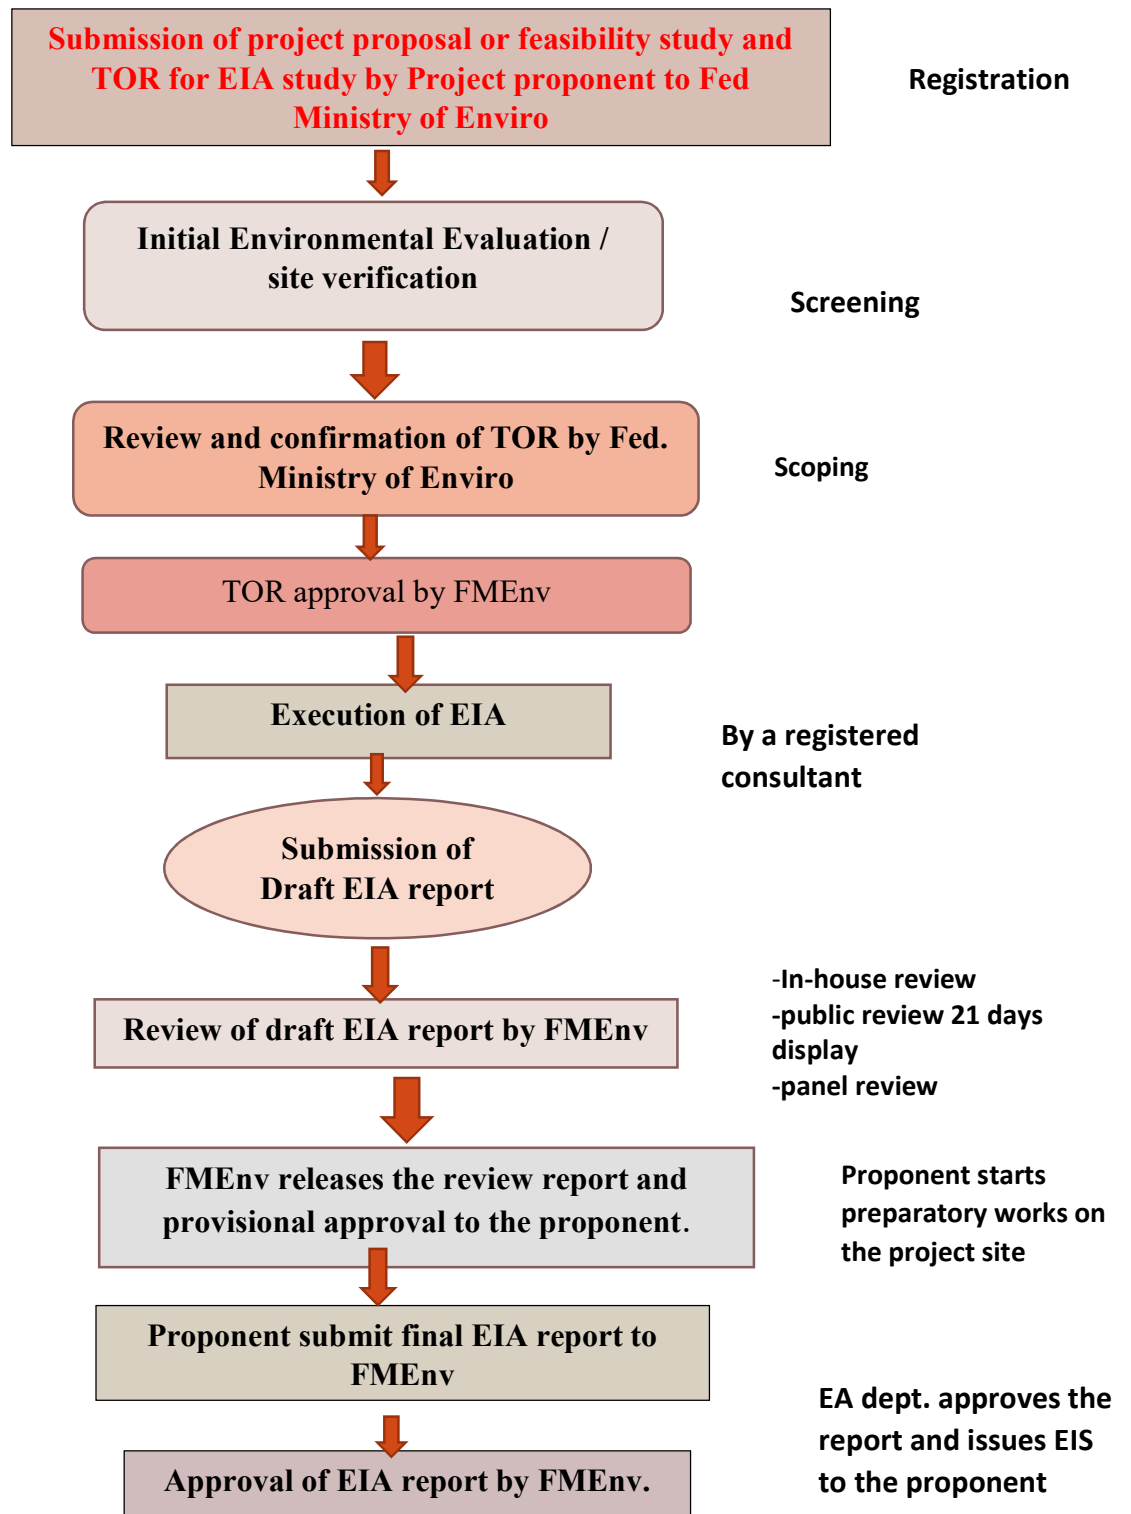 Submission of project proposal or feasibility study and
TOR for EIA study by Project proponent to Fed
Ministry of Enviro
Registration
Initial Environmental Evaluation /
site verification
Screening
Review and confirmation of TOR by Fed.
Ministry of Enviro
Scoping
TOR approval by FMEnv
Execution of EIA
By a registered
consultant
Submission of
Draft EIA report
Review of draft EIA report by FMEnv
-In-house review
-public review 21 days
display
-panel review
FMEnv releases the review report and
provisional approval to the proponent.
Proponent starts
preparatory works on
the project site
Proponent submit final EIA report to
FMEnv
EA dept. approves the
report and issues EIS
to the proponent
Approval of EIA report by FMEnv.